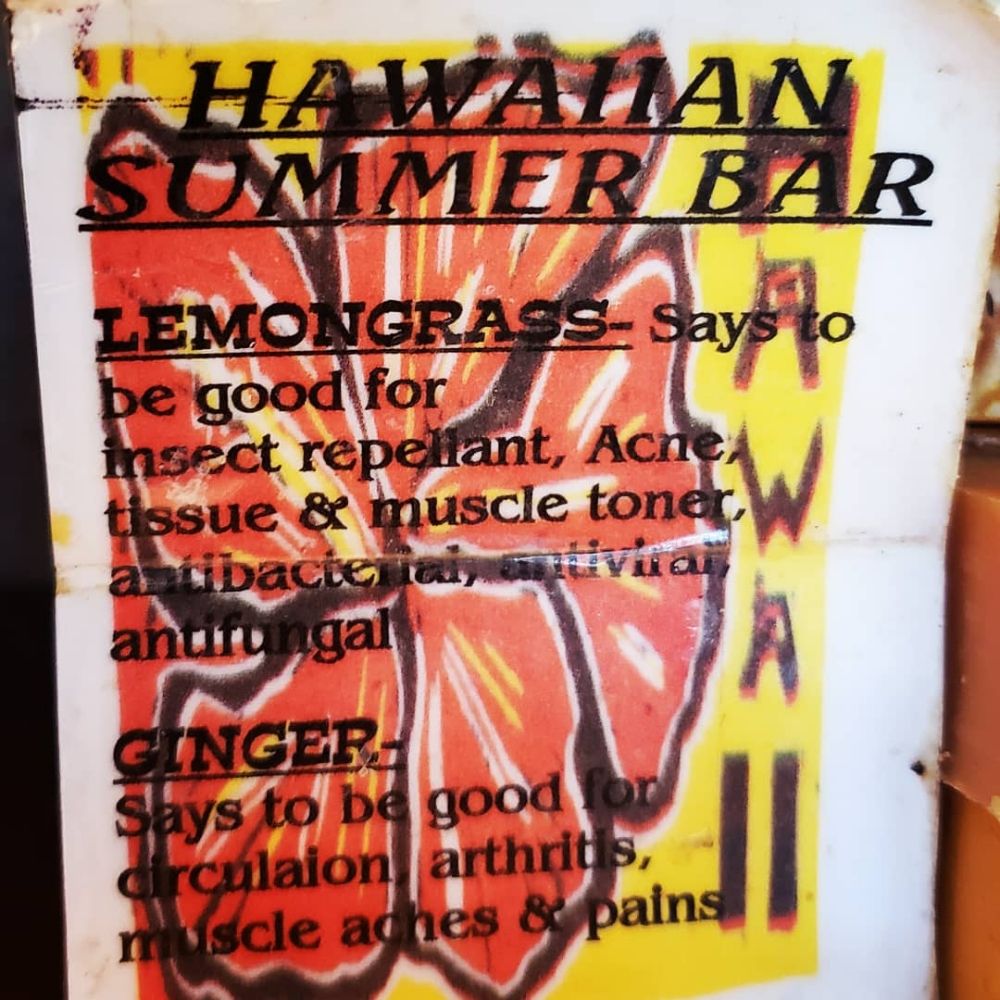 HAWAIIAN
SUMMER BAR
LEMONGRASS- Says to
be good for
insect repellant, Acne,
tissue & muscle toner,
antibacterial, antiviral,
antifungal
GINGER-
Says to be good for
circulaion, arthritis,
muscle aches & pains
HAWAII